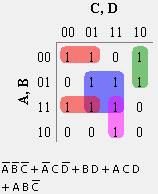 C, D
00 01 11 10
A, B
00 1 1 0 1
01 0 1 1 1
11 1 1 1 0
10 0 0 1 0
A̅B̅C̅ + A̅CD̅ + BD + ACD
+ ABC̅